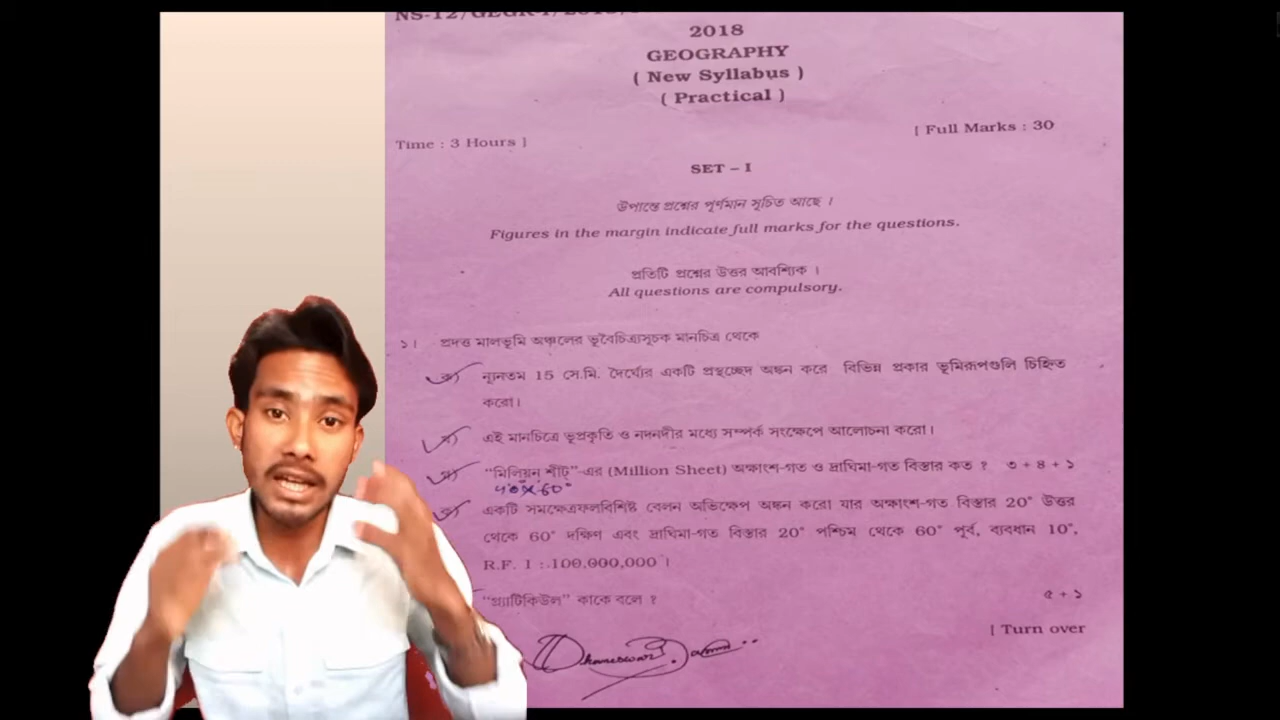 2018
GEOGRAPHY
( New Syllabus )
( Practical )
Time : 3 Hours ]
[ Full Marks : 30
SET – I
উপান্তে প্রশ্নের পূর্ণমান সূচিত আছে ।
Figures in the margin indicate full marks for the questions.
প্রতিটি প্রশ্নের উত্তর আবশ্যিক ।
All questions are compulsory.
১। প্রদত্ত মালভূমি অঞ্চলের ভূবৈচিত্র্যসূচক মানচিত্র থেকে
ক) ন্যূনতম 15 সে.মি. দৈর্ঘ্যের একটি প্রস্থচ্ছেদ অঙ্কন করে বিভিন্ন প্রকার ভূমিরূপগুলি চিহ্নিত
করো।
খ) এই মানচিত্রে ভূপ্রকৃতি ও নদনদীর মধ্যে সম্পর্ক সংক্ষেপে আলোচনা করো।
গ) “মিলিয়ন শীট্”-এর (Million Sheet) অক্ষাংশ-গত ও দ্রাঘিমা-গত বিস্তার কত ? ৩ + ৪ + ১
একটি সমক্ষেত্রফলবিশিষ্ট বেলন অভিক্ষেপ অঙ্কন করো যার অক্ষাংশ-গত বিস্তার 20° উত্তর
থেকে 60° দক্ষিণ এবং দ্রাঘিমা-গত বিস্তার 20° পশ্চিম থেকে 60° পূর্ব, ব্যবধান 10°,
R.F. 1 : 100,000,000 ।
“গ্র্যাটিকিউল” কাকে বলে ?
৫ + ১
[ Turn over